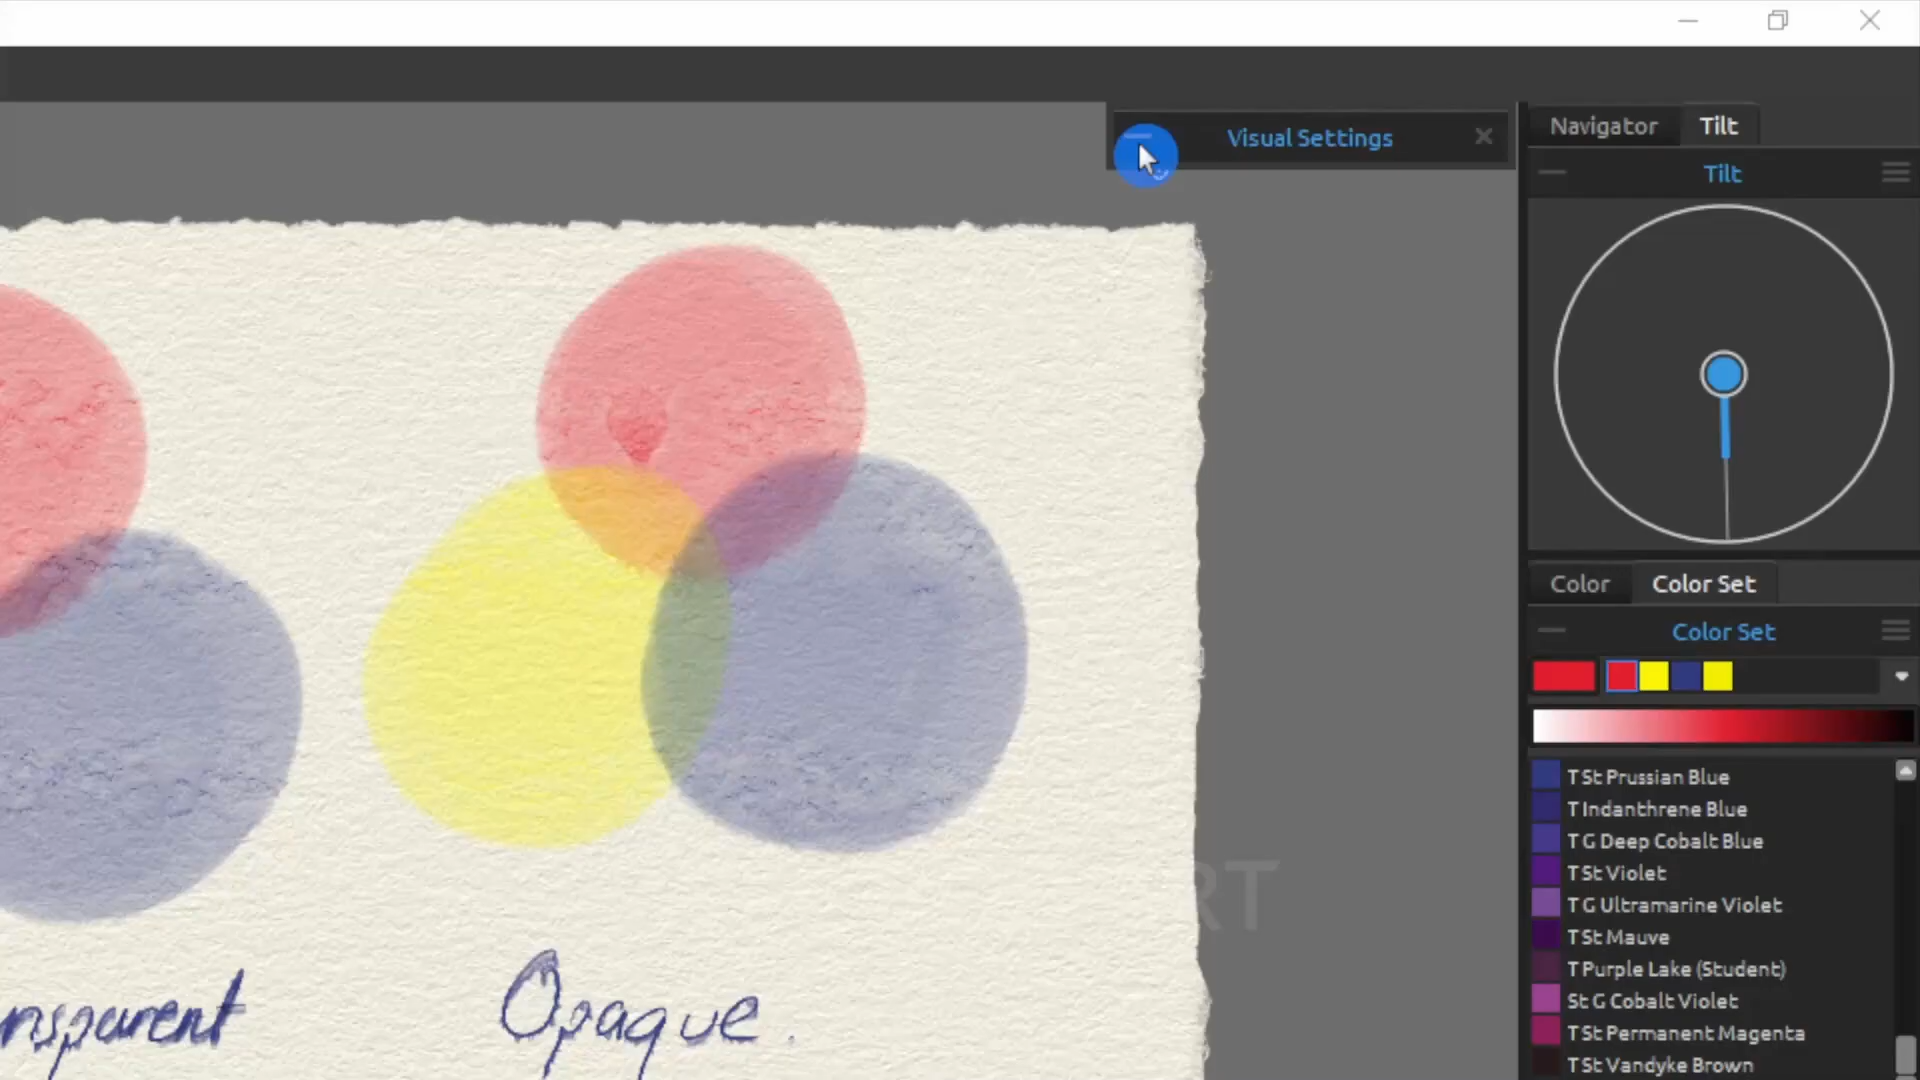 Visual Settings
Navigator Tilt
Tilt
Color Color Set
Color Set
T St Prussian Blue
T Indanthrene Blue
T G Deep Cobalt Blue
T St Violet
T G Ultramarine Violet
T St Mauve
T Purple Lake (Student)
St G Cobalt Violet
T St Permanent Magenta
T St Vandyke Brown
RT
nsparent Opaque.